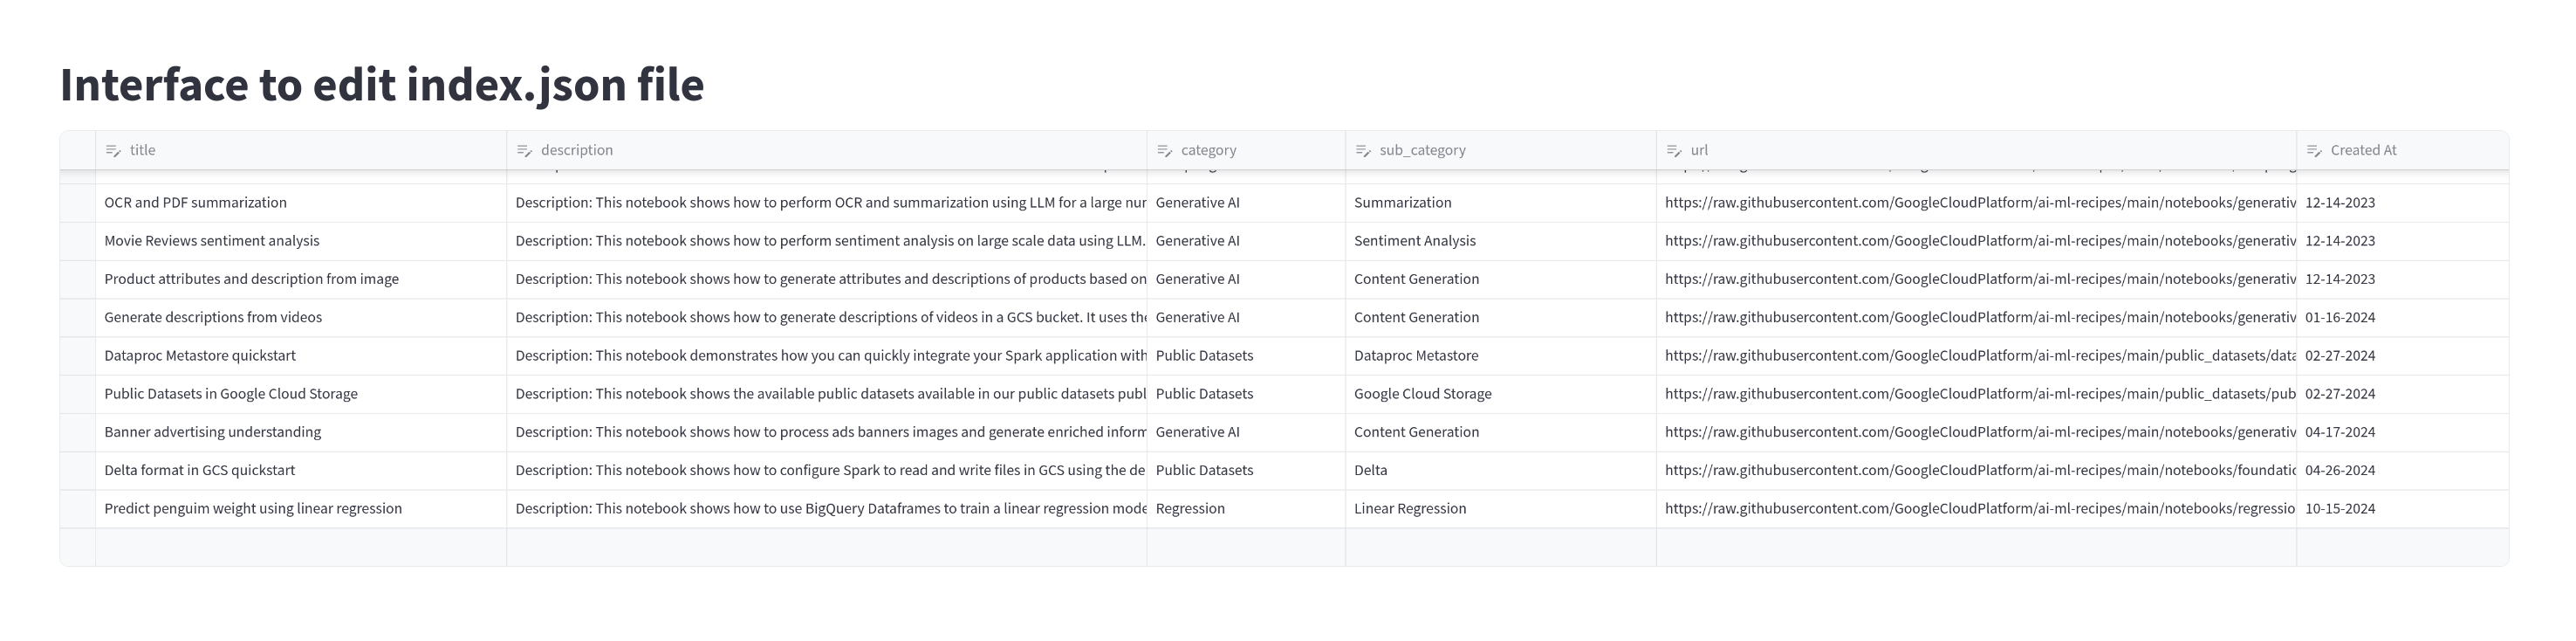 Interface to edit index.json file
title description category sub_category url Created At
OCR and PDF summarization Description: This notebook shows how to perform OCR and summarization using LLM for a large Generative AI Summarization https://raw.githubusercontent.com/GoogleCloudPlatform/ai-ml-recipes/main/notebooks/generativ 12-14-2023
Movie Reviews sentiment analysis Description: This notebook shows how to perform sentiment analysis on large scale data using LLM. Generative AI Sentiment Analysis https://raw.githubusercontent.com/GoogleCloudPlatform/ai-ml-recipes/main/notebooks/generativ 12-14-2023
Product attributes and description from image Description: This notebook shows how to generate attributes and descriptions of products based on Generative AI Content Generation https://raw.githubusercontent.com/GoogleCloudPlatform/ai-ml-recipes/main/notebooks/generativ 12-14-2023
Generate descriptions from videos Description: This notebook shows how to generate descriptions of videos in a GCS bucket. It uses the Generative AI Content Generation https://raw.githubusercontent.com/GoogleCloudPlatform/ai-ml-recipes/main/notebooks/generativ 01-16-2024
Dataproc Metastore quickstart Description: This notebook demonstrates how you can quickly integrate your Spark application with Public Datasets Dataproc Metastore https://raw.githubusercontent.com/GoogleCloudPlatform/ai-ml-recipes/main/public_datasets/data 02-27-2024
Public Datasets in Google Cloud Storage Description: This notebook shows the available public datasets available in our public datasets publ Public Datasets Google Cloud Storage https://raw.githubusercontent.com/GoogleCloudPlatform/ai-ml-recipes/main/public_datasets/pub 02-27-2024
Banner advertising understanding Description: This notebook shows how to process ads banners images and generate enriched inform Generative AI Content Generation https://raw.githubusercontent.com/GoogleCloudPlatform/ai-ml-recipes/main/notebooks/generativ 04-17-2024
Delta format in GCS quickstart Description: This notebook shows how to configure Spark to read and write files in GCS using the de Public Datasets Delta https://raw.githubusercontent.com/GoogleCloudPlatform/ai-ml-recipes/main/notebooks/foundatio 04-26-2024
Predict penguim weight using linear regression Description: This notebook shows how to use BigQuery Dataframes to train a linear regression mode Regression Linear Regression https://raw.githubusercontent.com/GoogleCloudPlatform/ai-ml-recipes/main/notebooks/regressio 10-15-2024